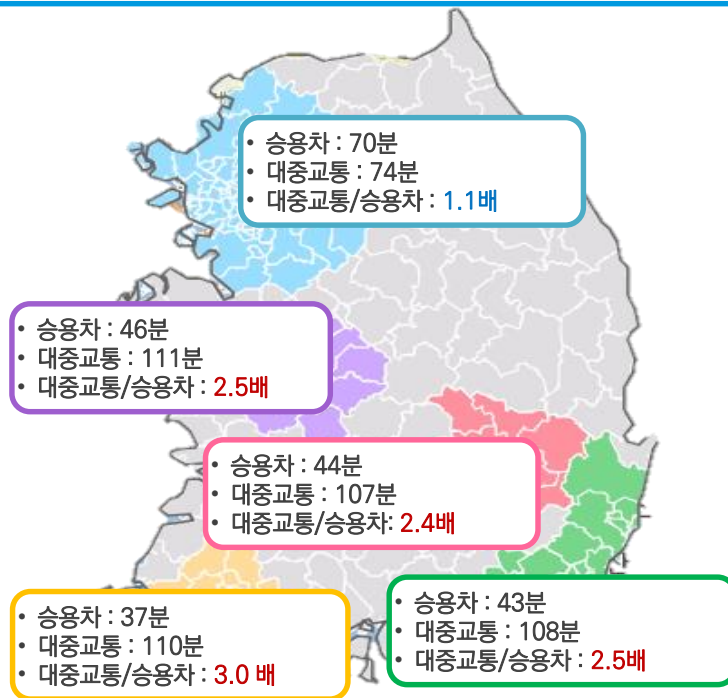 • 승용차 : 70분
• 대중교통 : 74분
• 대중교통/승용차 : 1.1배
• 승용차 : 46분
• 대중교통 : 111분
• 대중교통/승용차 : 2.5배
• 승용차 : 44분
• 대중교통 : 107분
• 대중교통/승용차: 2.4배
• 승용차 : 37분
• 대중교통 : 110분
• 대중교통/승용차 : 3.0 배
• 승용차 : 43분
• 대중교통 : 108분
• 대중교통/승용차 : 2.5배